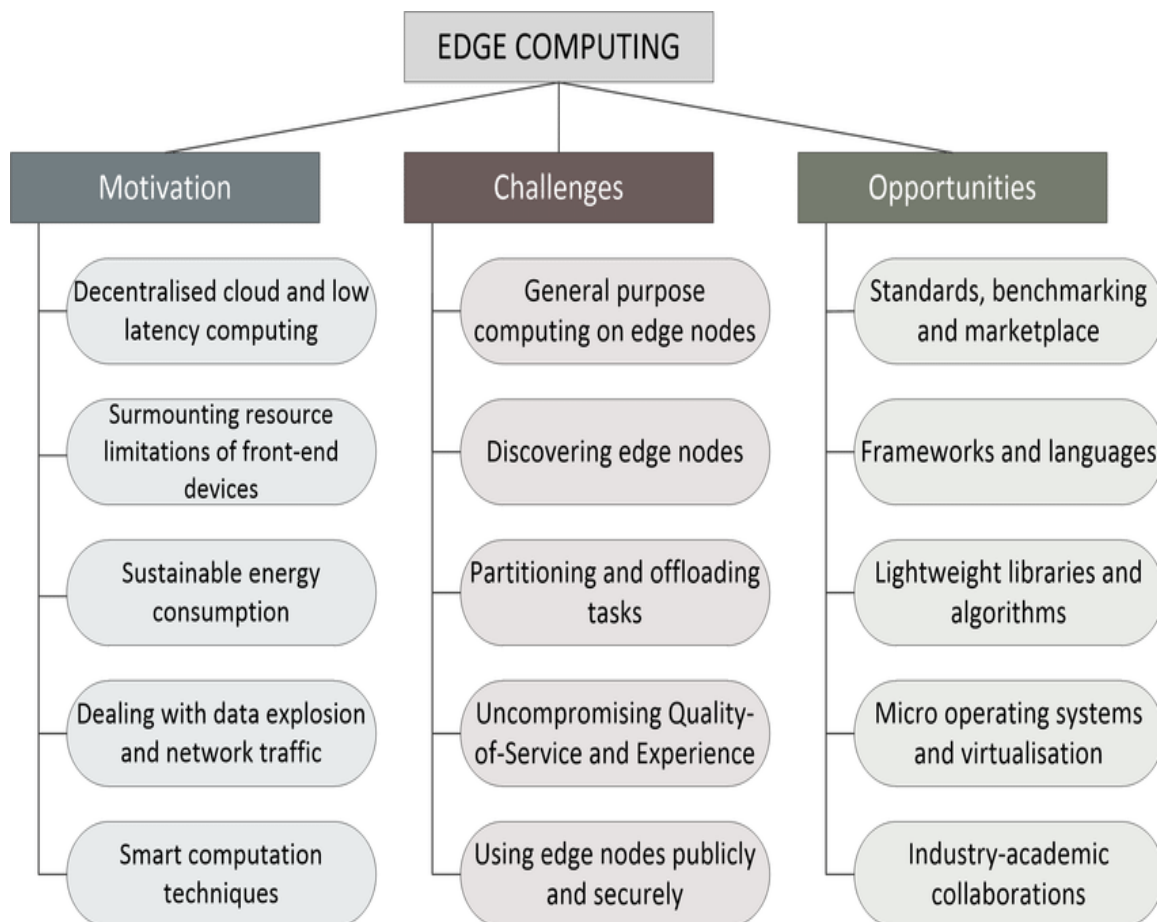 EDGE COMPUTING
Motivation
Decentralised cloud and low
latency computing
Surmounting resource
limitations of front-end
devices
Sustainable energy
consumption
Dealing with data explosion
and network traffic
Smart computation
techniques
Challenges
General purpose
computing on edge nodes
Discovering edge nodes
Partitioning and offloading
tasks
Uncompromising Quality-
of-Service and Experience
Using edge nodes publicly
and securely
Opportunities
Standards, benchmarking
and marketplace
Frameworks and languages
Lightweight libraries and
algorithms
Micro operating systems
and virtualisation
Industry-academic
collaborations